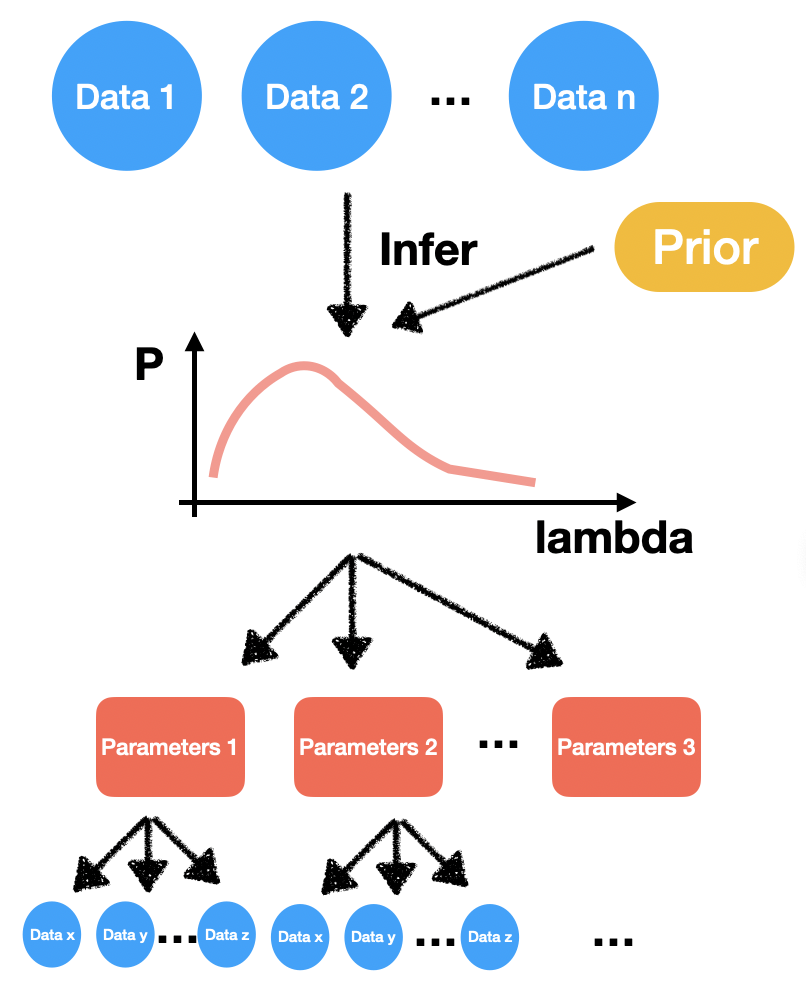 Data 1 Data 2 ... Data n
Infer
Prior
P
lambda
Parameters 1 Parameters 2 ... Parameters 3
Data x Data y ... Data z Data x Data y ... Data z ...